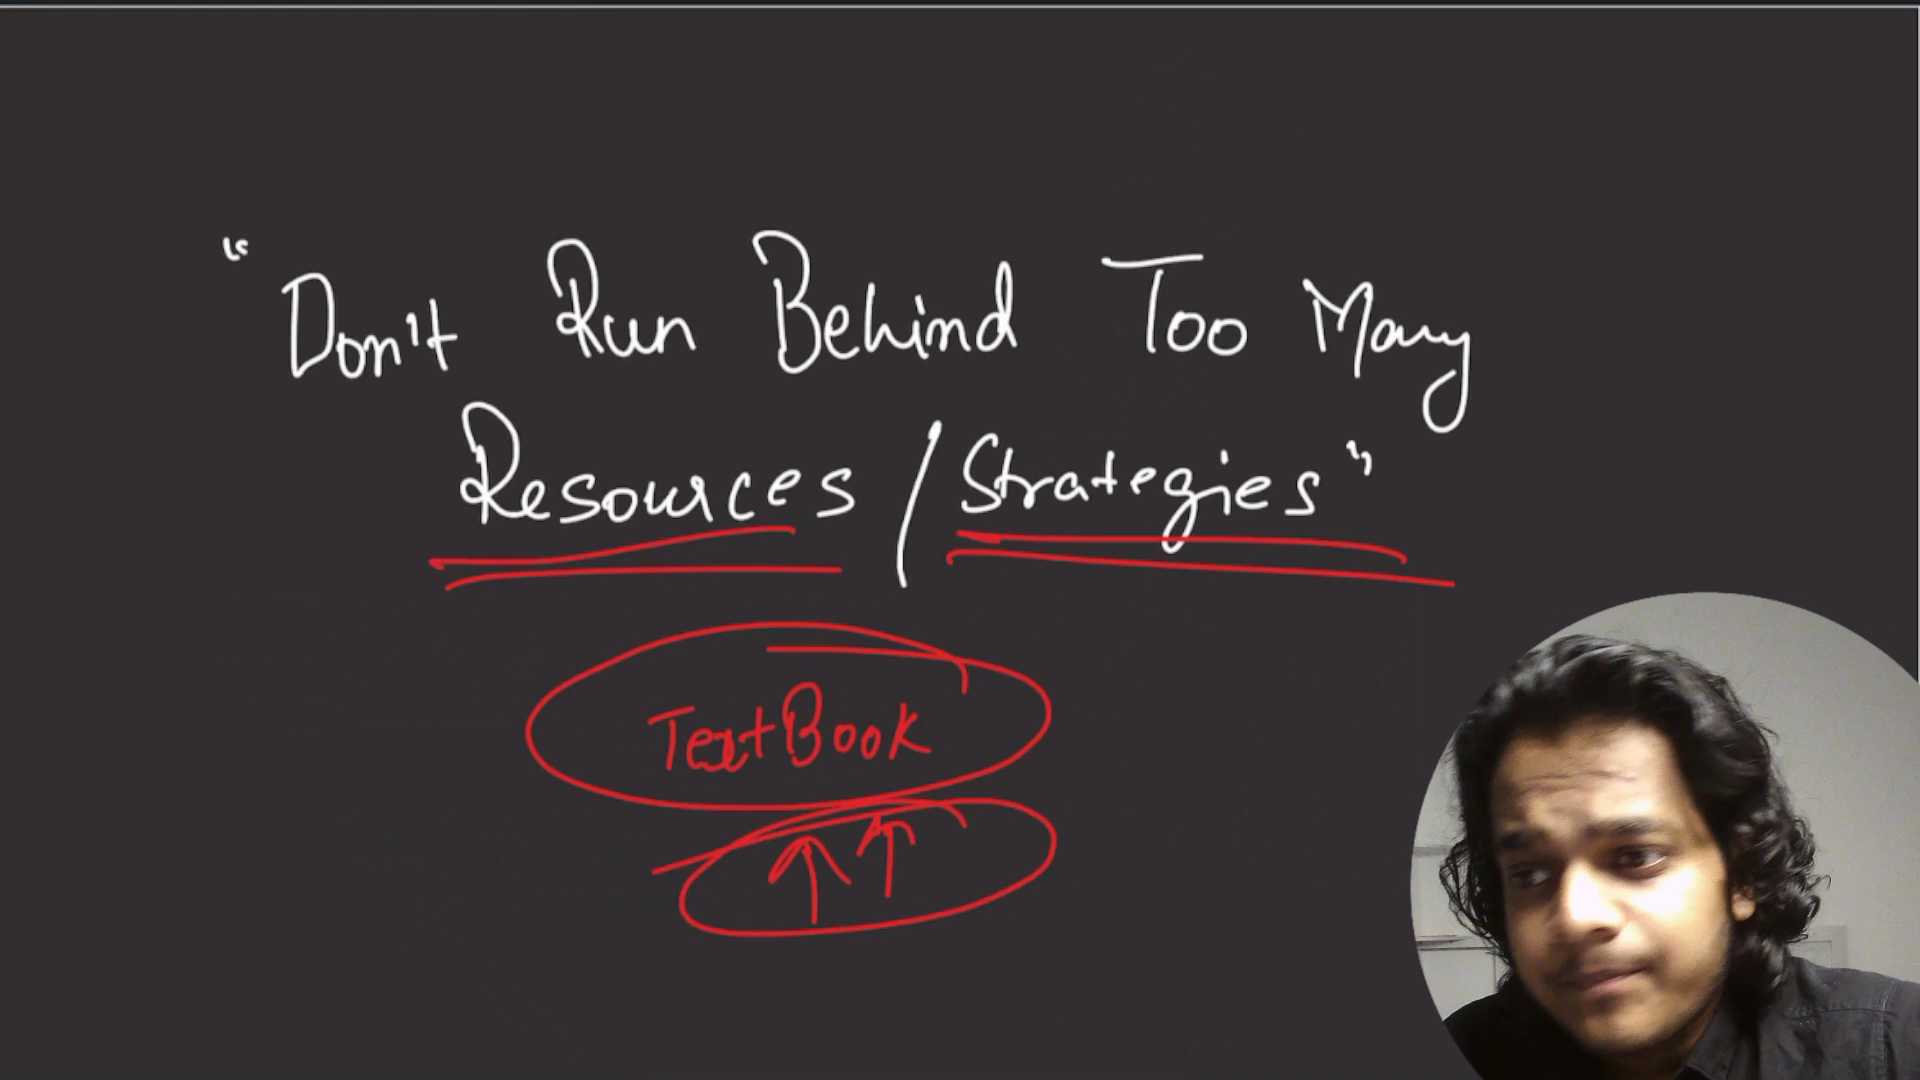 “Don't Run Behind Too Many
Resources / Strategies”
TextBook
↑ ↑